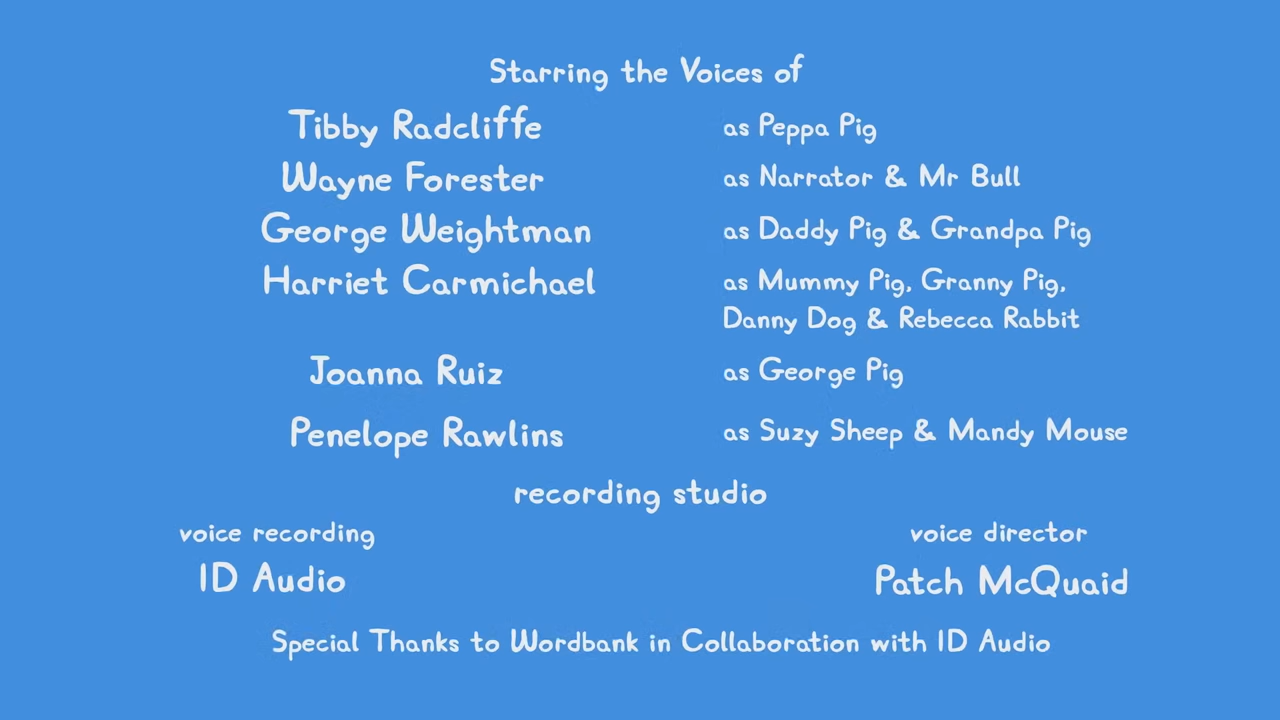 Starring the Voices of
Tibby Radcliffe as Peppa Pig
Wayne Forester as Narrator & Mr Bull
George Weightman as Daddy Pig & Grandpa Pig
Harriet Carmichael as Mummy Pig, Granny Pig,
Danny Dog & Rebecca Rabbit
Joanna Ruiz as George Pig
Penelope Rawlins as Suzy Sheep & Mandy Mouse
recording studio
voice recording voice director
ID Audio Patch McQuaid
Special Thanks to Wordbank in Collaboration with ID Audio